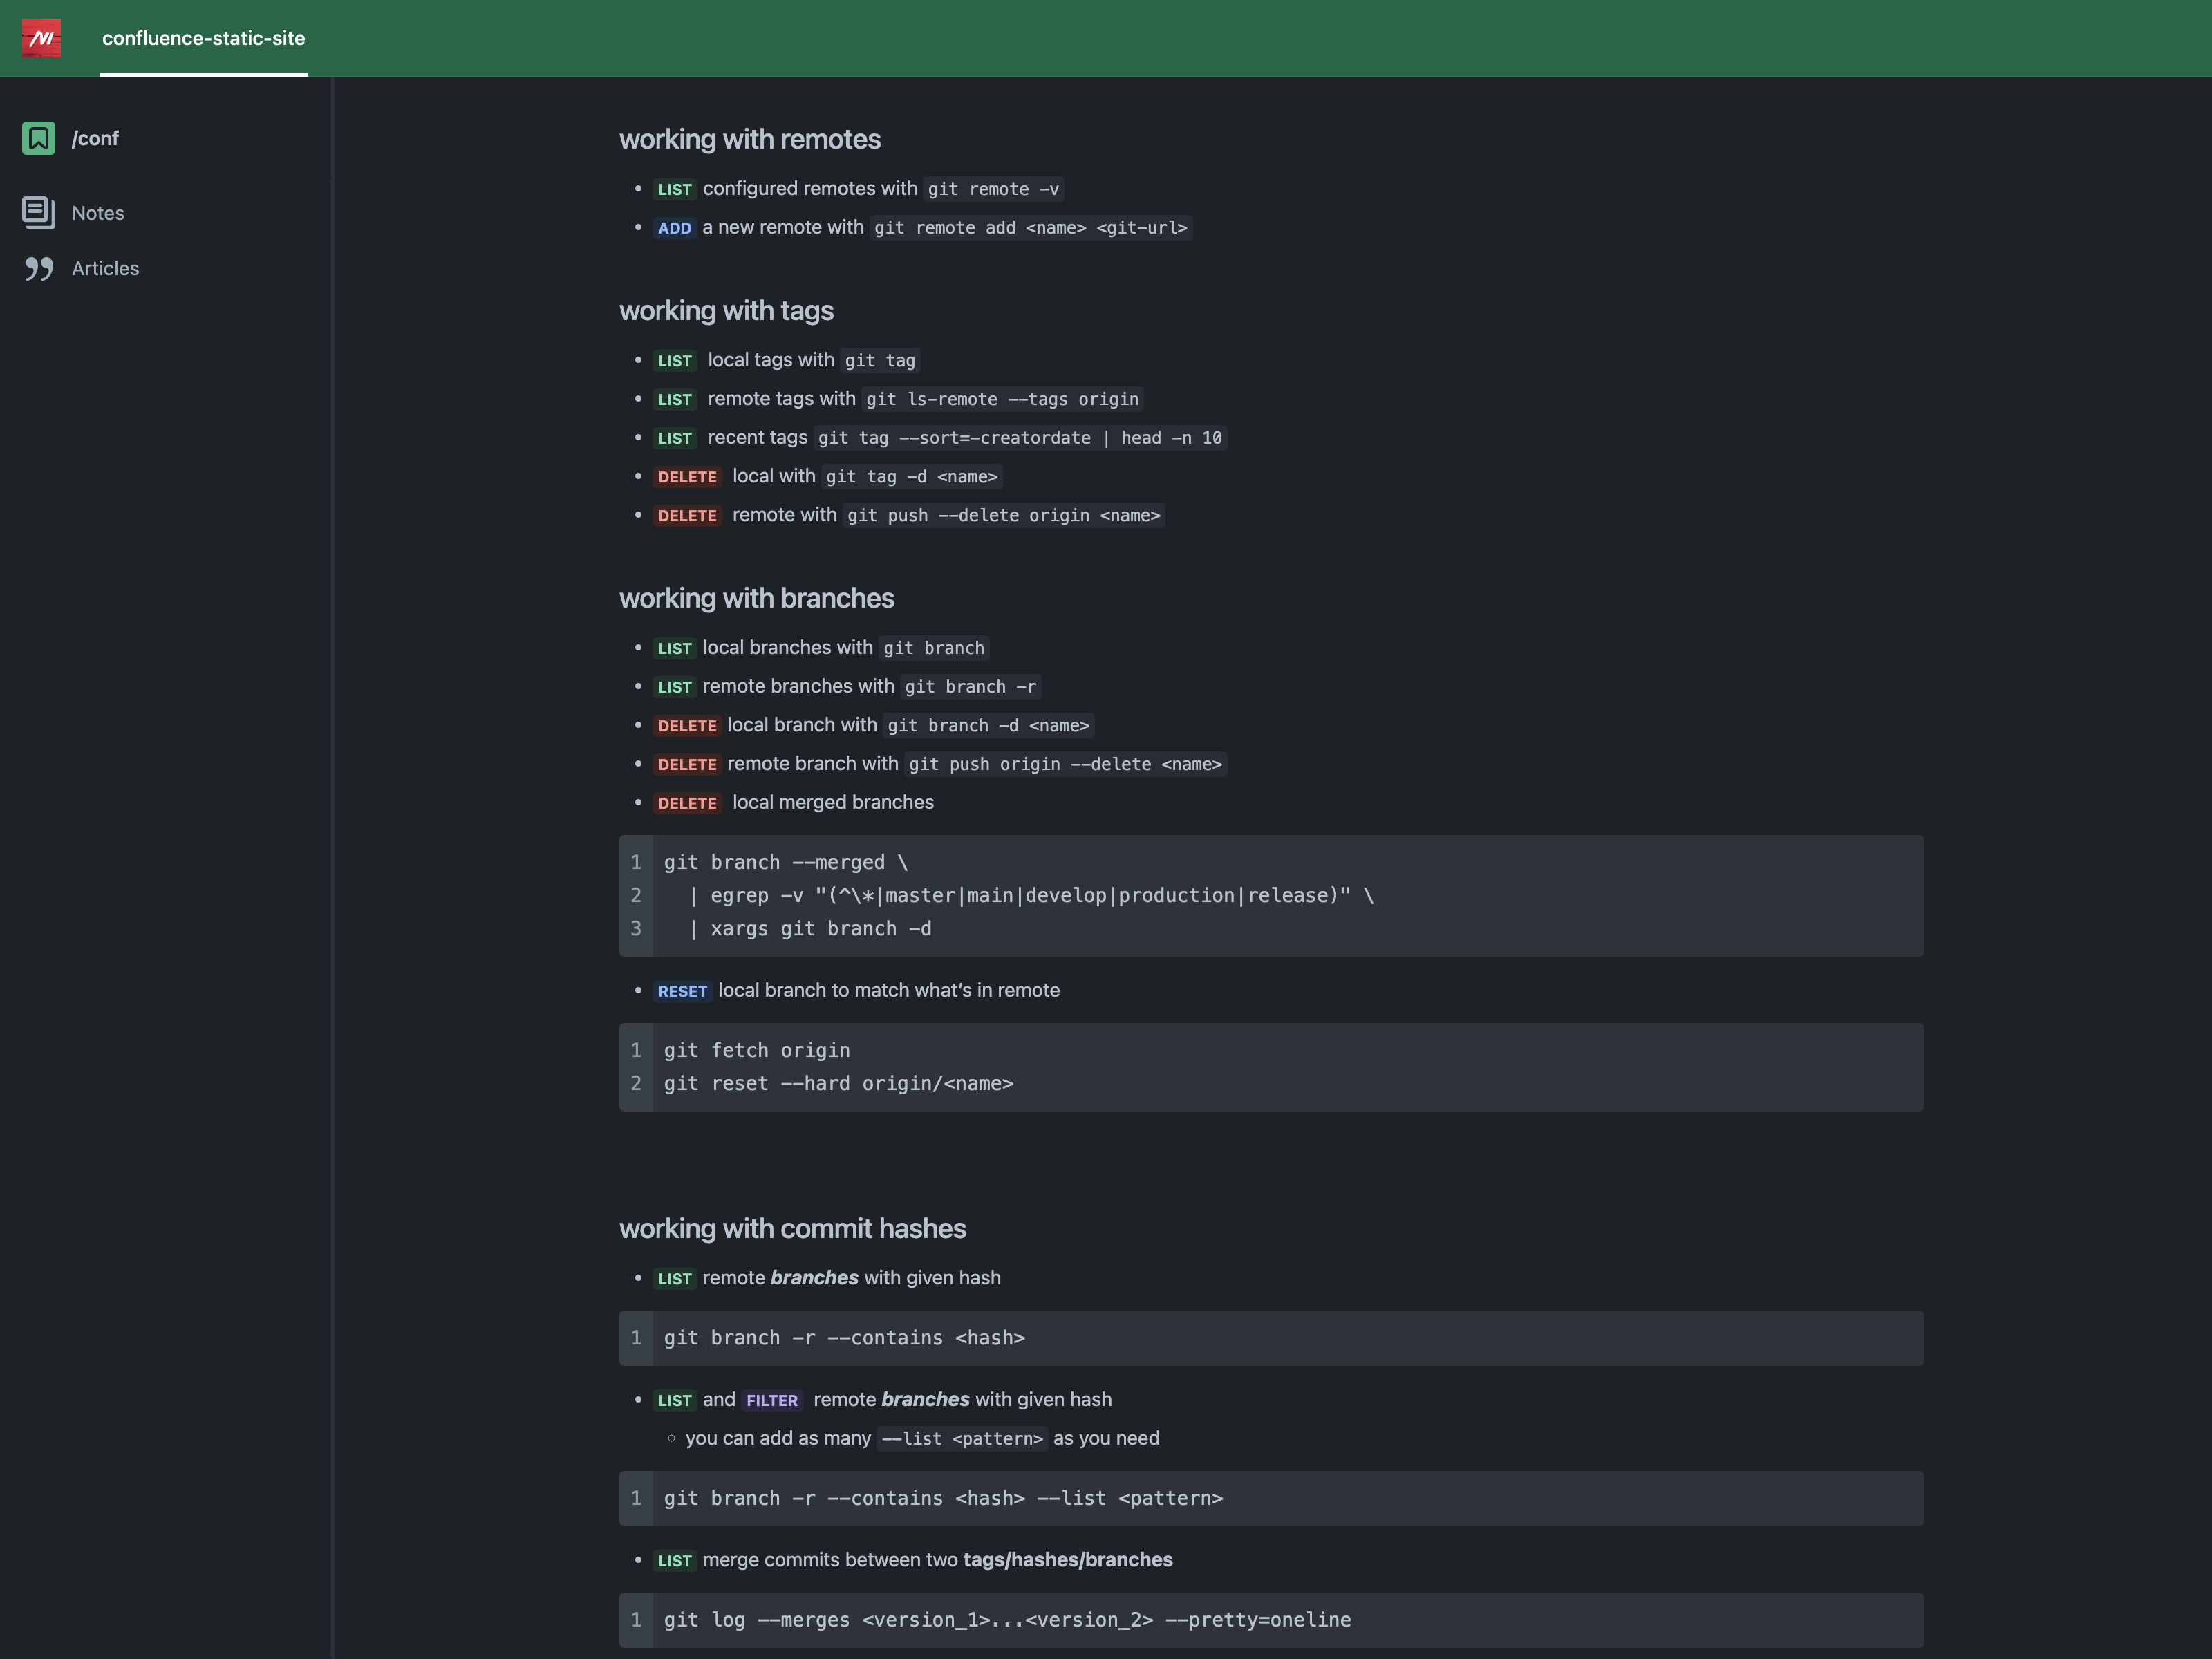 confluence-static-site
/conf
Notes
Articles
working with remotes
LIST configured remotes with git remote -v
ADD a new remote with git remote add <name> <git-url>
working with tags
LIST local tags with git tag
LIST remote tags with git ls-remote --tags origin
LIST recent tags git tag --sort=-creatordate | head -n 10
DELETE local with git tag -d <name>
DELETE remote with git push --delete origin <name>
working with branches
LIST local branches with git branch
LIST remote branches with git branch -r
DELETE local branch with git branch -d <name>
DELETE remote branch with git push origin --delete <name>
DELETE local merged branches
1 git branch --merged \
2 | egrep -v "(^\*|master|main|develop|production|release)" \
3 | xargs git branch -d
RESET local branch to match what’s in remote
1 git fetch origin
2 git reset --hard origin/<name>
working with commit hashes
LIST remote branches with given hash
1 git branch -r --contains <hash>
LIST and FILTER remote branches with given hash
you can add as many --list <pattern> as you need
1 git branch -r --contains <hash> --list <pattern>
LIST merge commits between two tags/hashes/branches
1 git log --merges <version_1>...<version_2> --pretty=oneline